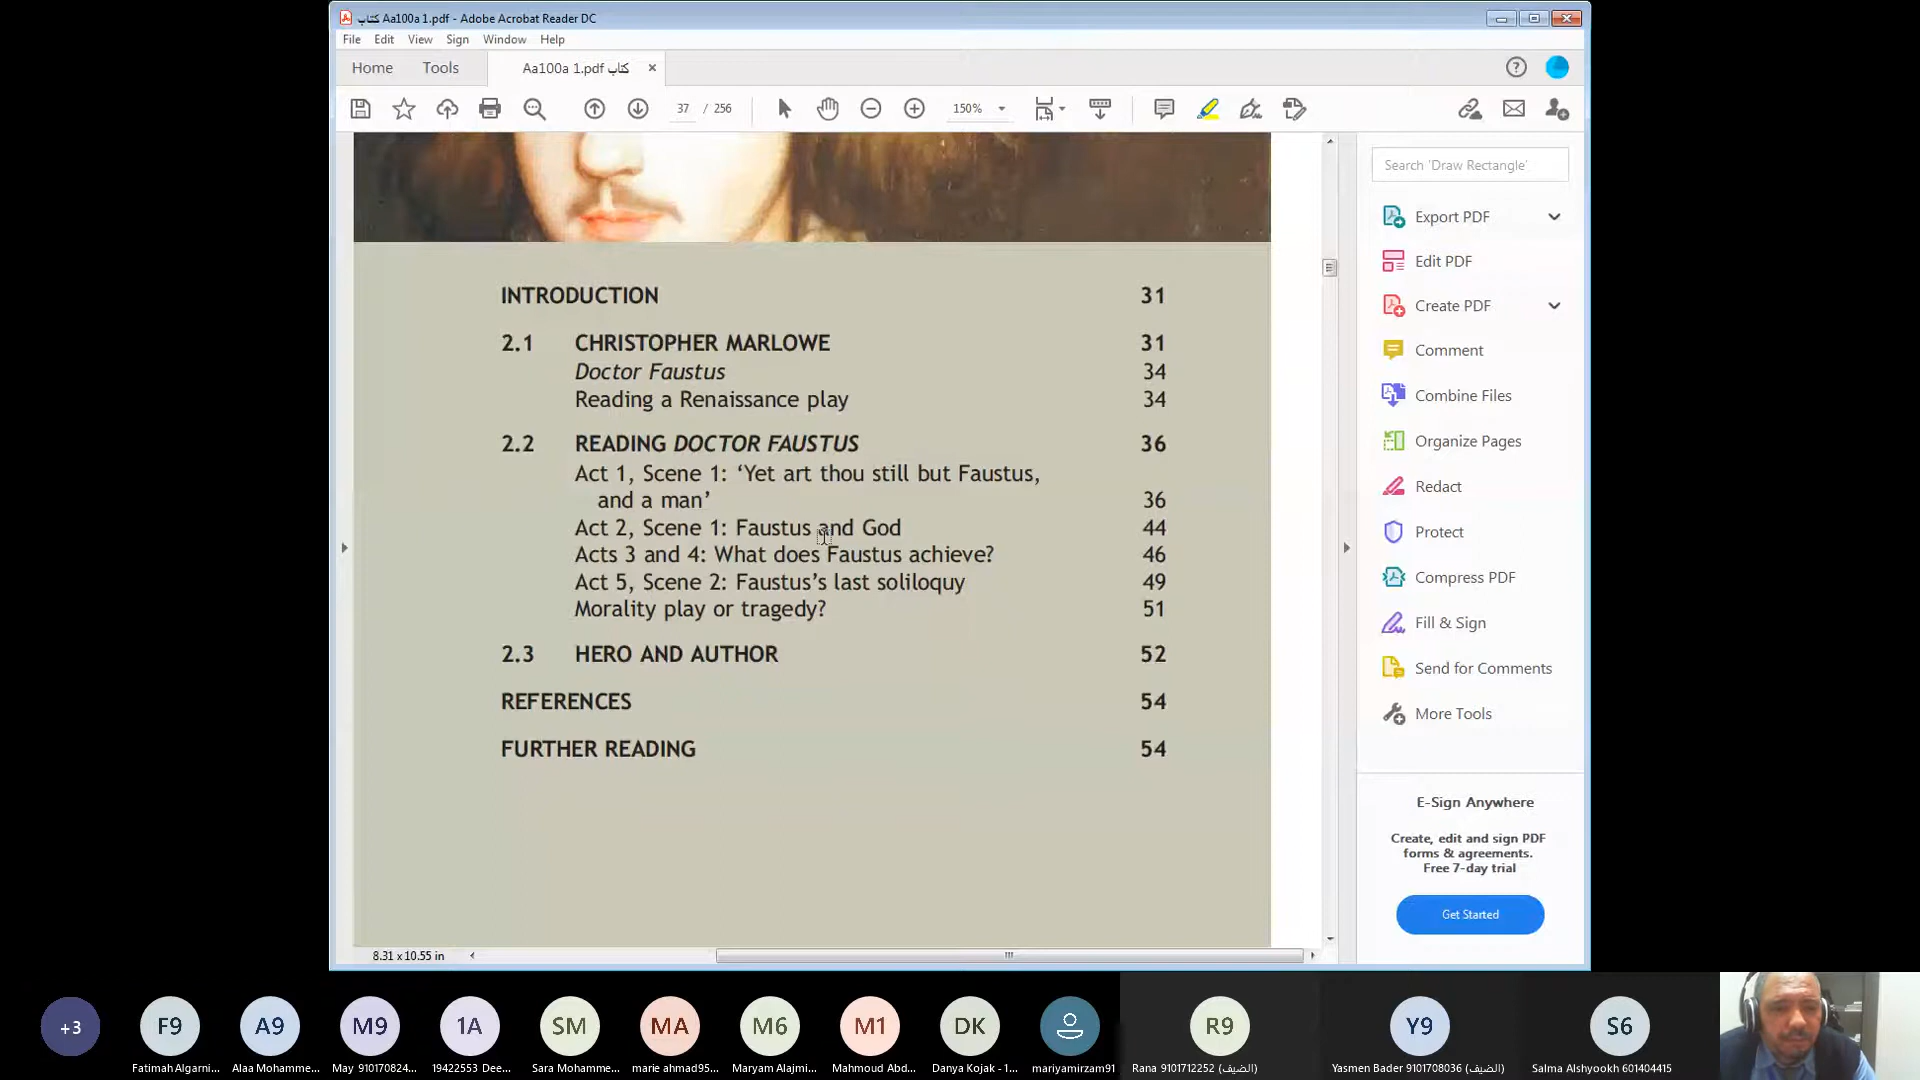 كتاب Aa100a 1.pdf - Adobe Acrobat Reader DC
File Edit View Sign Window Help
Home Tools Aa100a 1.pdf كتاب
37 / 256 150%
Search 'Draw Rectangle'
INTRODUCTION 31
2.1 CHRISTOPHER MARLOWE 31
Doctor Faustus 34
Reading a Renaissance play 34
2.2 READING DOCTOR FAUSTUS 36
Act 1, Scene 1: ‘Yet art thou still but Faustus,
and a man’ 36
Act 2, Scene 1: Faustus and God 44
Acts 3 and 4: What does Faustus achieve? 46
Act 5, Scene 2: Faustus’s last soliloquy 49
Morality play or tragedy? 51
2.3 HERO AND AUTHOR 52
REFERENCES 54
FURTHER READING 54
Export PDF
Edit PDF
Create PDF
Comment
Combine Files
Organize Pages
Redact
Protect
Compress PDF
Fill & Sign
Send for Comments
More Tools
E-Sign Anywhere
Create, edit and sign PDF
forms & agreements.
Free 7-day trial
Get Started
8.31 x 10.55 in
+3 F9 A9 M9 1A SM MA M6 M1 DK R9 Y9 S6
Fatimah Algarni... Alaa Mohamme... May 910170824... 19422553 Dee... Sara Mohamme... marie ahmad95... Maryam Alajmi... Mahmoud Abd... Danya Kojak - 1... mariyamirzam91 Rana 9101712252 (الضيف) Yasmen Bader 9101708036 (الضيف) Salma Alshyookh 601404415